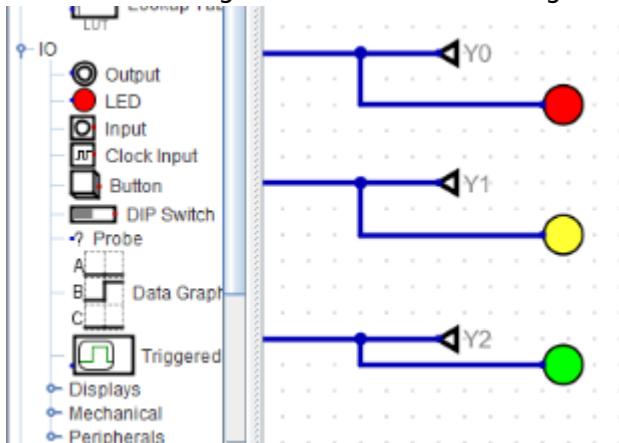 LUT
IO
Output
LED
Input
Clock Input
Button
DIP Switch
? Probe
A
B
C
Data Graph
Triggered
Displays
Mechanical
Peripherals
Y0
Y1
Y2